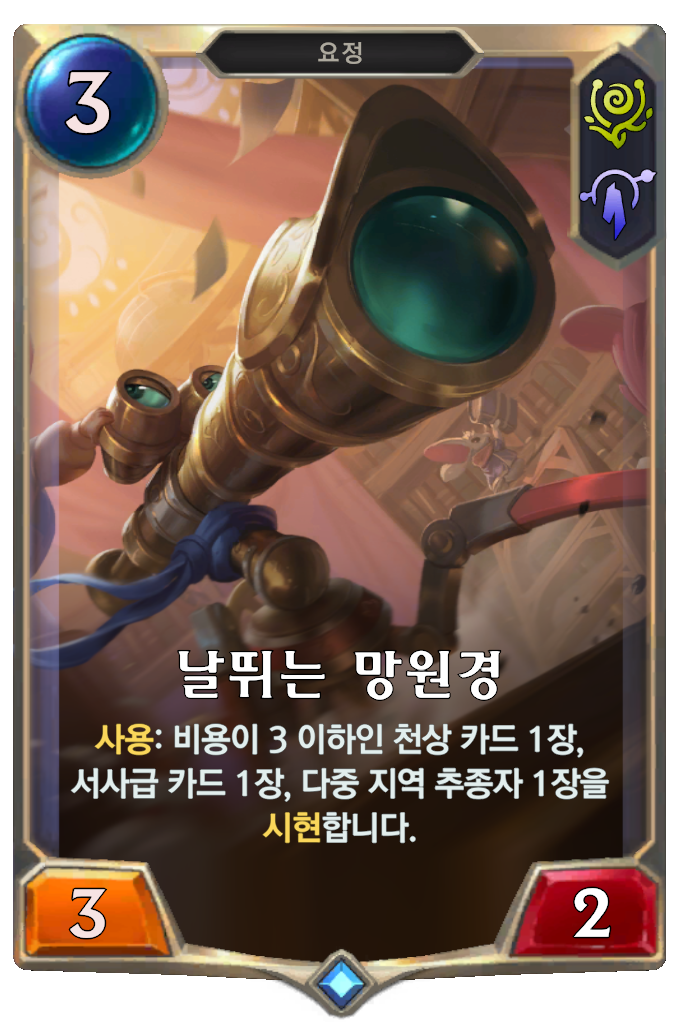 요정
3
날뛰는 망원경
사용: 비용이 3 이하인 천상 카드 1장,
서사급 카드 1장, 다중 지역 추종자 1장을
시현합니다.
3
2